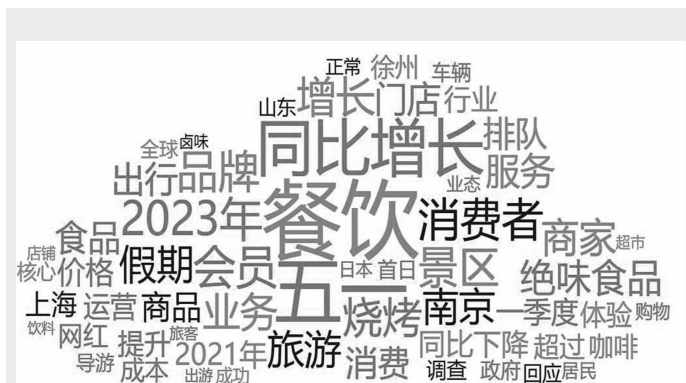 正常 徐州 车辆
增长 门店 行业
山东
同比增长 排队
全球 卤味
出行 品牌 业态 服务
2023年 餐饮 消费者
食品 商家 超市
店铺 假期 会员 日本 首日 景区
核心 价格 五一 绝味食品
上海 运营 商品 业务 烧烤 南京 一季度 体验 购物
饮料 网红 旅客
导游 提升 2021年 旅游 消费 同比下降 超过 咖啡
成本 出游 成功 调查 政府 回应 居民